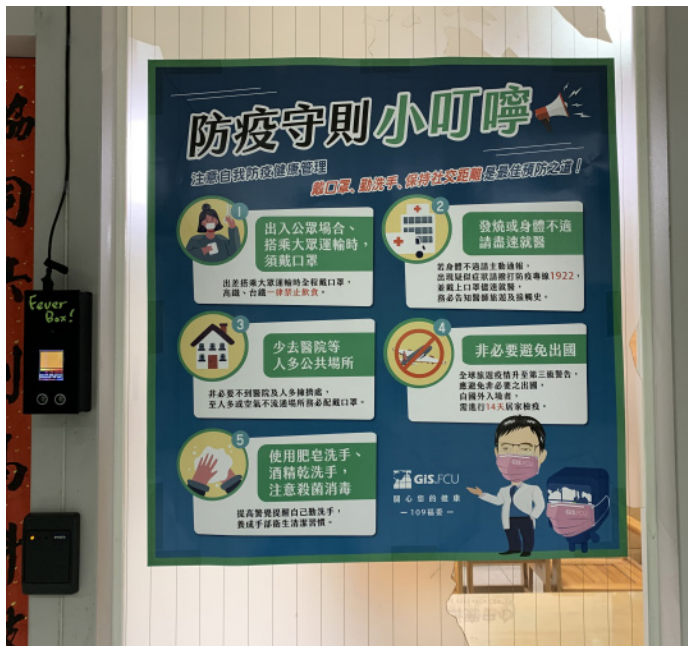 防疫守則小叮嚀
注意自我防疫健康管理
戴口罩、勤洗手、保持社交距離是最佳預防之道！
1
出入公眾場合、
搭乘大眾運輸時，
須戴口罩
出差搭乘大眾運輸時全程戴口罩，
高鐵、台鐵一律禁止飲食。
2
發燒或身體不適
請盡速就醫
若身體不適請主動通報，
出現疑似症狀請撥打防疫專線1922，
並戴上口罩儘速就醫，
務必告知醫師旅遊及接觸史。
3
少去醫院等
人多公共場所
非必要不到醫院及人多擁擠處，
至人多或空氣不流通場所務必配戴口罩。
4
非必要避免出國
全球旅遊疫情升至第三級警告，
應避免非必要之出國，
自國外入境者，
需進行14天居家檢疫。
5
使用肥皂洗手、
酒精乾洗手，
注意殺菌消毒
提高警覺提醒自己勤洗手，
養成手部衛生清潔習慣。
GIS.FCU
關心您的健康
— 109福委 —
GIS.FCU
GIS.FCU
Fever
Box!
協同